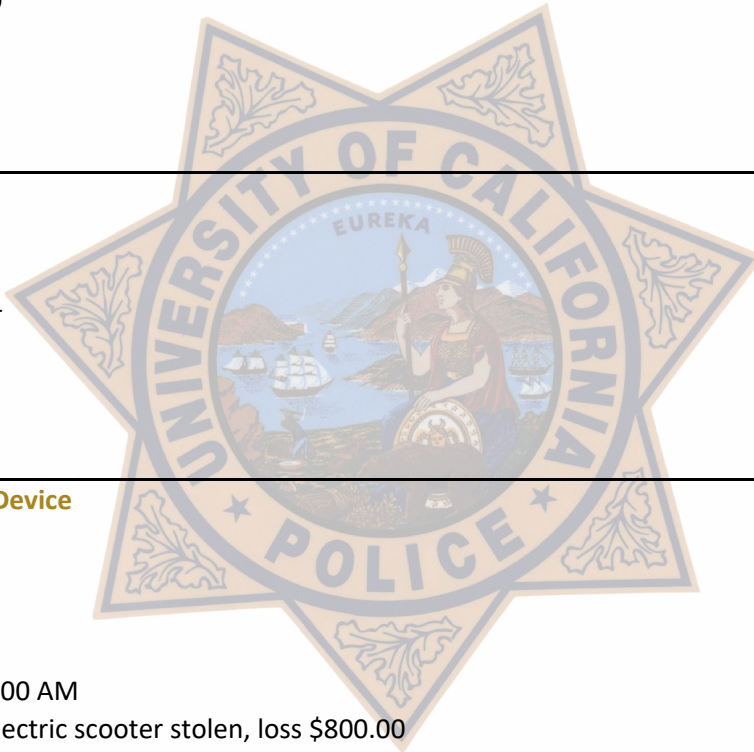 UNIVERSITY OF CALIFORNIA
EUREKA
POLICE
Device
00 AM
ectric scooter stolen, loss $800.00